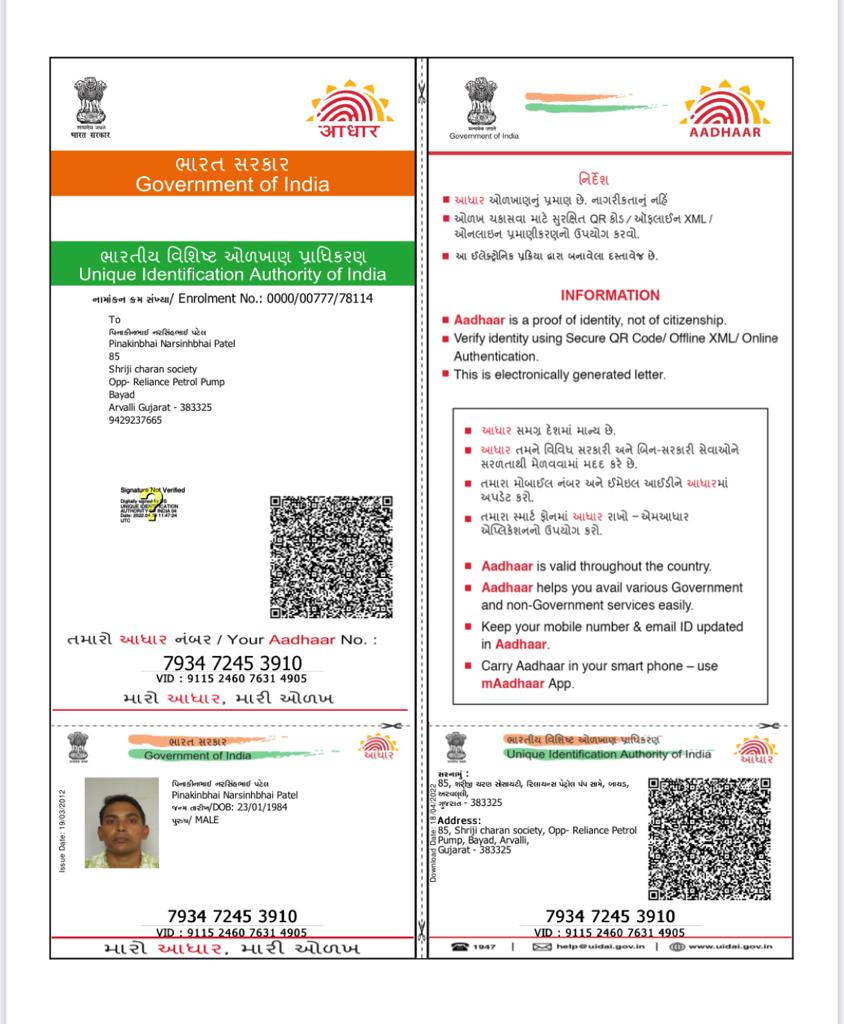 सत्यमेव जयते
भारत सरकार
आधार
ભારત સરકાર
Government of India
ભારતીય વિશિષ્ટ ઓળખાણ પ્રાધિકરણ
Unique Identification Authority of India
નામાંકન ક્રમ સંખ્યા/ Enrolment No.: 0000/00777/78114
To
પિનાકીનભાઈ નરસિંહભાઈ પટેલ
Pinakinbhai Narsinhbhai Patel
85
Shriji charan society
Opp- Reliance Petrol Pump
Bayad
Arvalli Gujarat - 383325
9429237665
Signature Not Verified
Digitally signed by DS
UNIQUE IDENTIFICATION
AUTHORITY OF INDIA 04
11:47:24
UTC
તમારો આધાર નંબર / Your Aadhaar No. :
7934 7245 3910
VID : 9115 2460 7631 4905
મારો આધાર, મારી ઓળખ
सत्यमेव जयते
Government of India
AADHAAR
નિર્દેશ
આધાર ઓળખાણનું પ્રમાણ છે. નાગરીકતાનું નહિં
ઓળખ ચકાસવા માટે સુરક્ષિત QR કોડ / ઑફલાઈન XML /
ઓનલાઇન પ્રમાણીકરણનો ઉપયોગ કરવો.
આ ઈલેક્ટ્રોનિક પ્રક્રિયા દ્વારા બનાવેલા દસ્તાવેજ છે.
INFORMATION
Aadhaar is a proof of identity, not of citizenship.
Verify identity using Secure QR Code/ Offline XML/ Online
Authentication.
This is electronically generated letter.
આધાર સમગ્ર દેશમાં માન્ય છે.
આધાર તમને વિવિધ સરકારી અને બિન-સરકારી સેવાઓને
સરળતાથી મેળવવામાં મદદ કરે છે.
તમારા મોબાઈલ નંબર અને ઈમેઇલ આઈડીને આધારમાં
અપડેટ કરો.
તમારા સ્માર્ટ ફોનમાં આધાર રાખો – એમઆધાર
એપ્લિકેશનનો ઉપયોગ કરો.
Aadhaar is valid throughout the country.
Aadhaar helps you avail various Government
and non-Government services easily.
Keep your mobile number & email ID updated
in Aadhaar.
Carry Aadhaar in your smart phone – use
mAadhaar App.
ભારત સરકાર
Government of India
આધાર
Issue Date: 19/03/2012
પિનાકીનભાઈ નરસિંહભાઈ પટેલ
Pinakinbhai Narsinhbhai Patel
જન્મ તારીખ/DOB: 23/01/1984
પુરુષ/ MALE
7934 7245 3910
VID : 9115 2460 7631 4905
મારો આધાર, મારી ઓળખ
ભારતીય વિશિષ્ટ ઓળખાણ પ્રાધિકરણ
Unique Identification Authority of India
આધાર
Download Date: 18/04/2022
સરનામું :
85, ચરણ સોસાયટી, રિલાયન્સ પેટ્રોલ પંપ સામે, બાયડ,
અરવલ્લી,
ગુજરાત - 383325
Address:
85, Shriji charan society, Opp- Reliance Petrol
Pump, Bayad, Arvalli,
Gujarat - 383325
7934 7245 3910
VID : 9115 2460 7631 4905
1947 | help@uidai.gov.in | www.uidai.gov.in